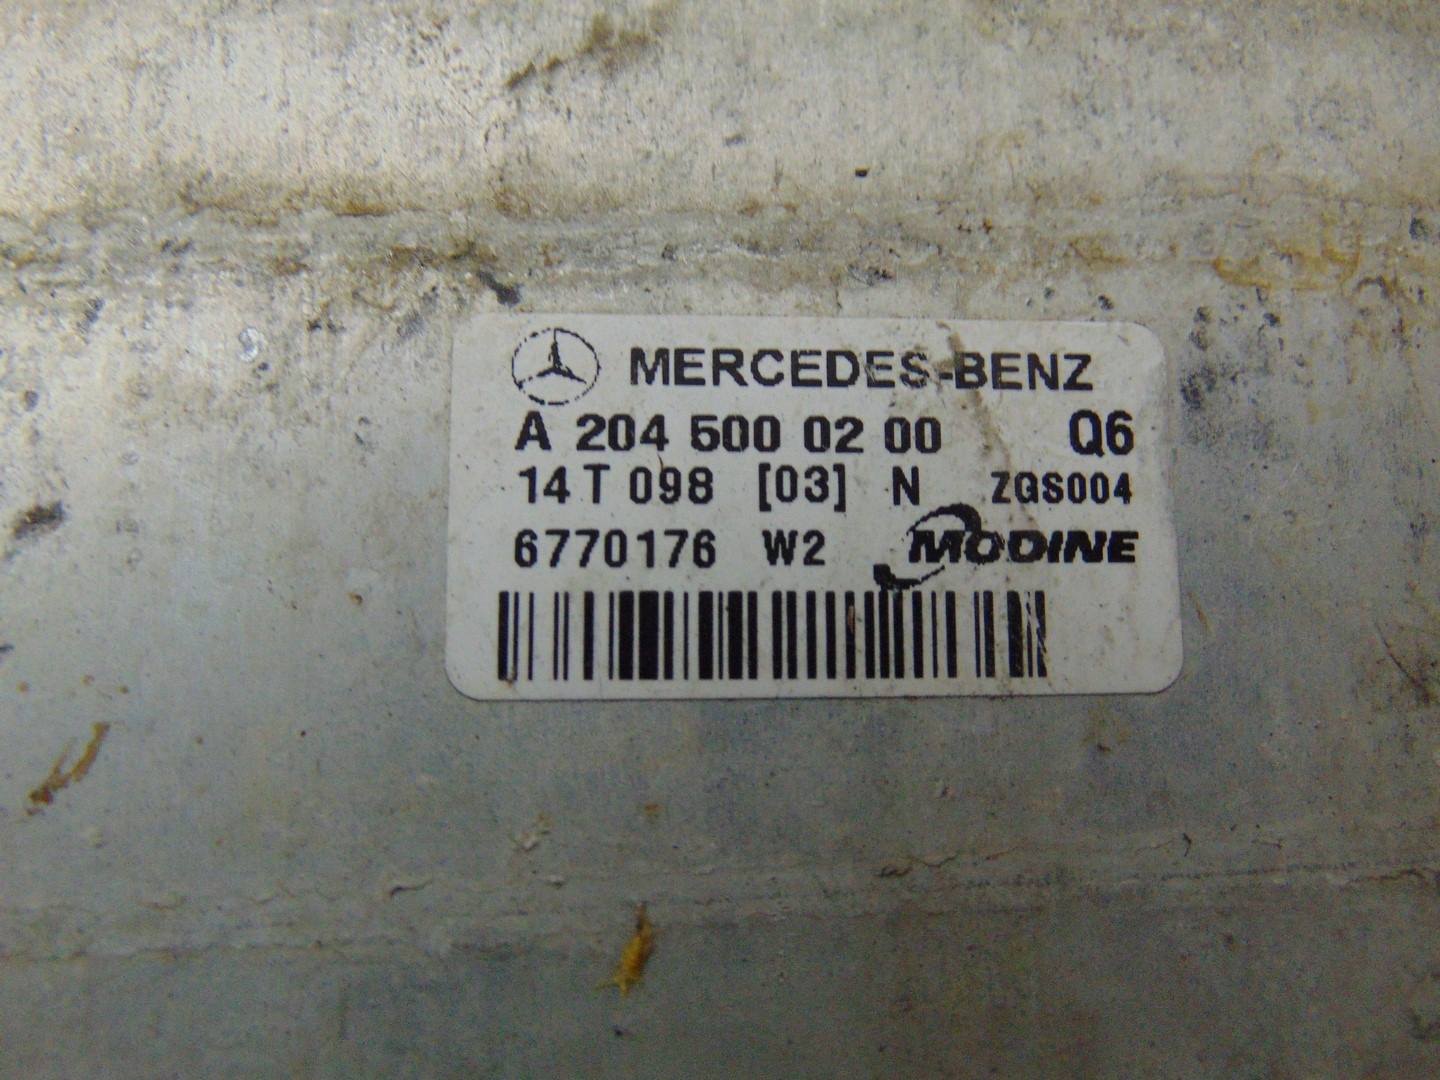 MERCEDES-BENZ
A 204 500 02 00 Q6
14 T 098 [03] N ZGS004
6770176 W2 MODINE